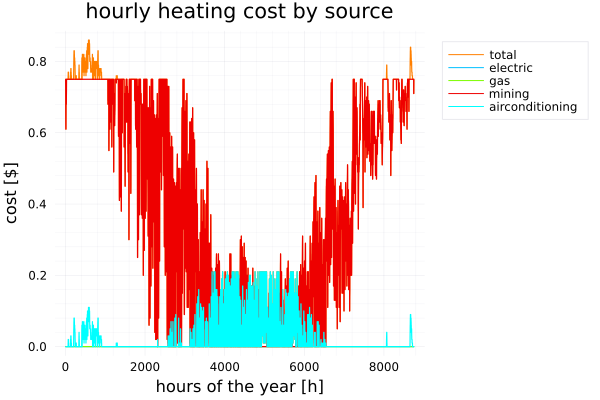 hourly heating cost by source
total
electric
gas
mining
airconditioning
cost [$]
0.8
0.6
0.4
0.2
0.0
0
2000
4000
6000
8000
hours of the year [h]